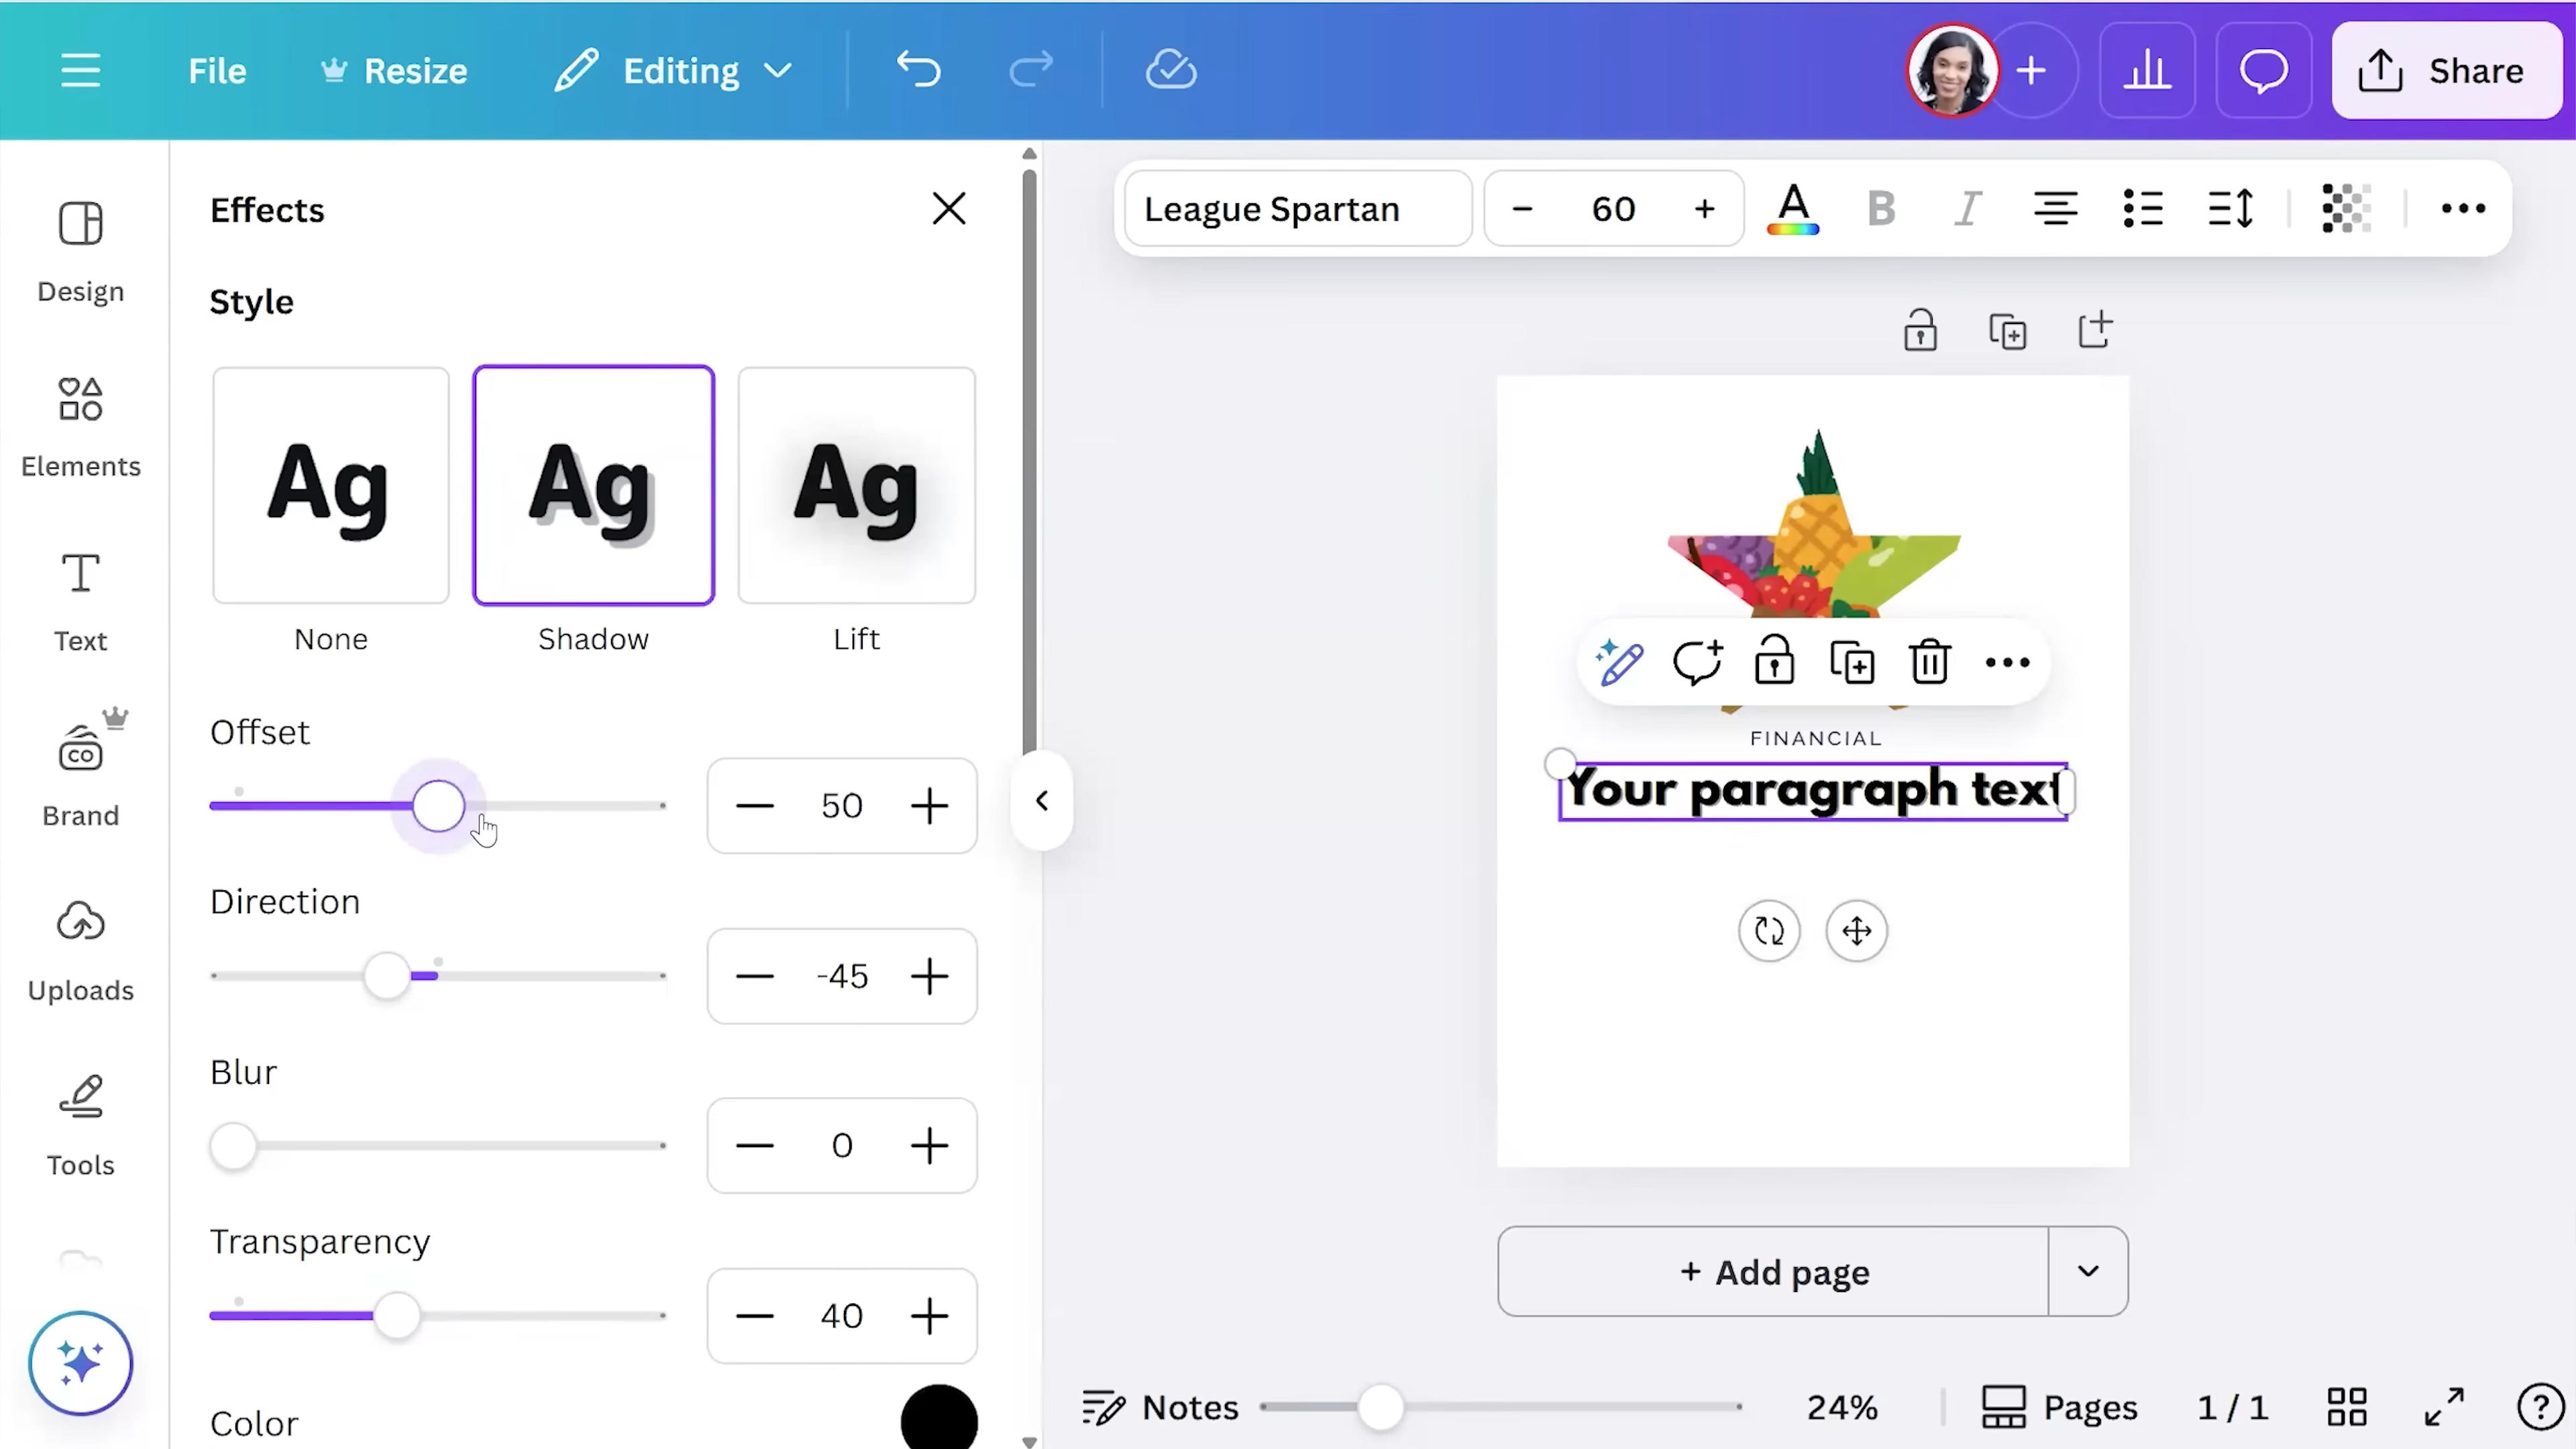 File
Resize
Editing
Share
Design
Elements
Text
CO
Brand
Uploads
Tools
Effects
Style
Ag
Ag
Ag
None
Shadow
Lift
Offset
50
Direction
-45
Blur
0
Transparency
40
Color
League Spartan
- 60 +
A
B
I
FINANCIAL
Your paragraph text
+ Add page
Notes
24%
Pages
1 / 1
?